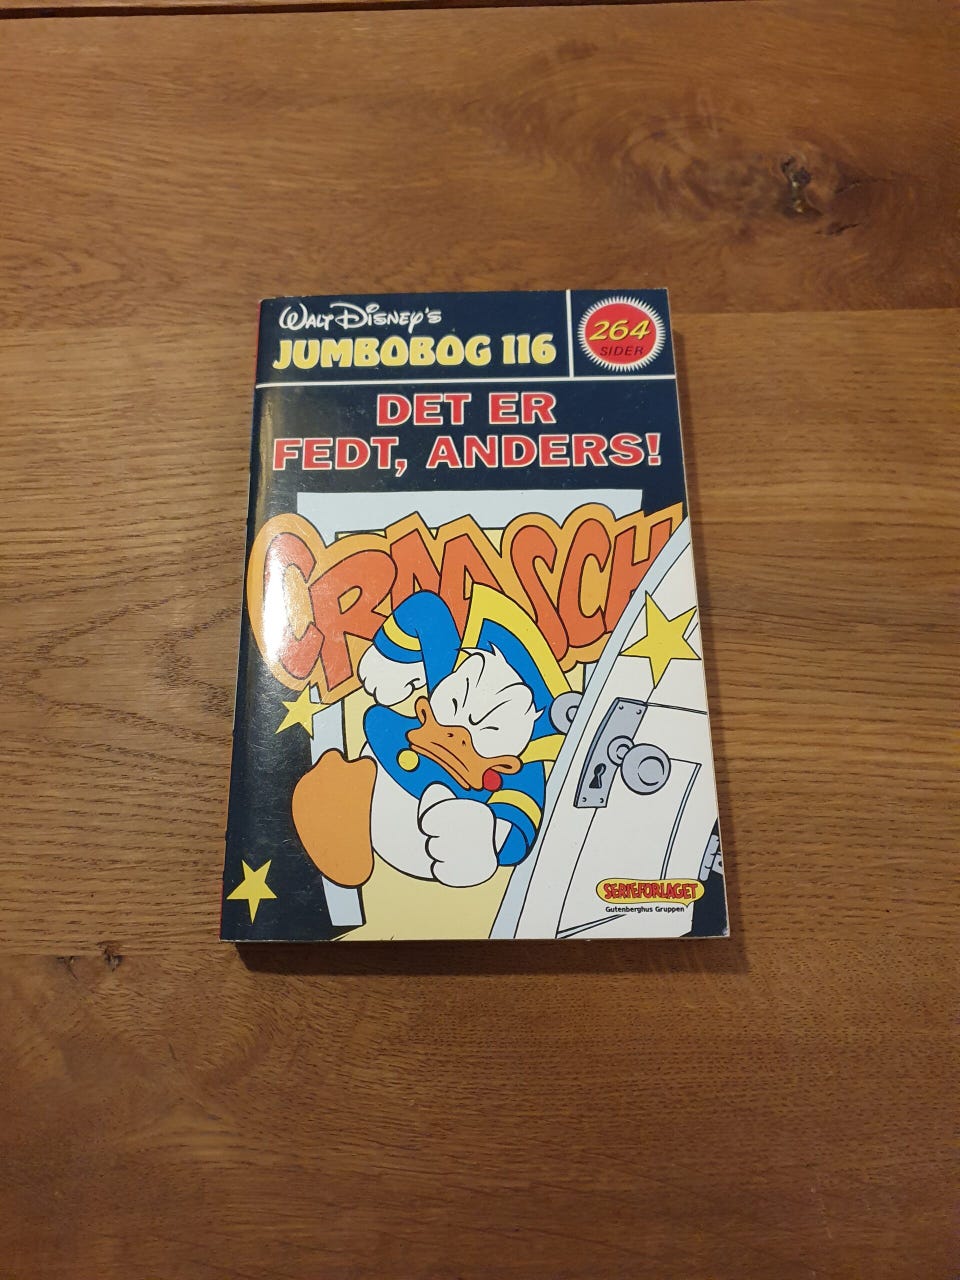 WALT DISNEY'S
JUMBOBOG 116
264
SIDER
DET ER
FEDT, ANDERS!
CRAASCH
SERIEFORLAGET
Gutenberghus Gruppen